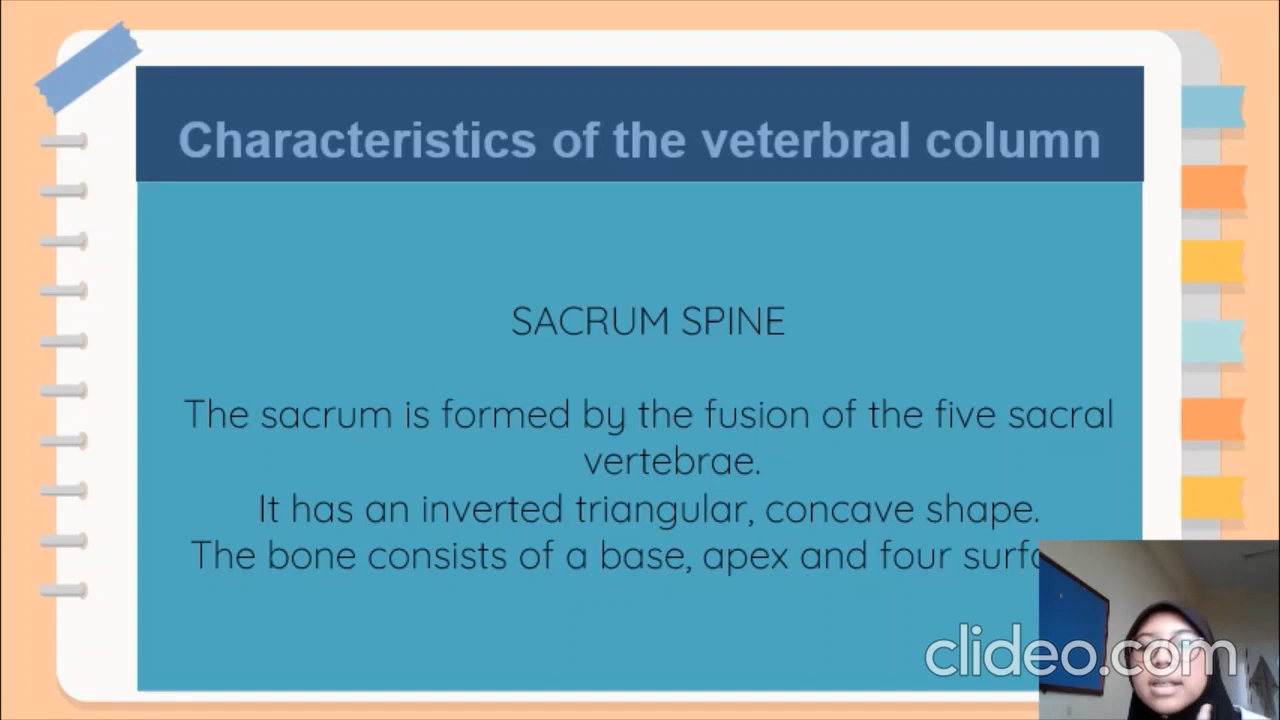 Characteristics of the veterbral column
SACRUM SPINE
The sacrum is formed by the fusion of the five sacral
vertebrae.
It has an inverted triangular, concave shape.
The bone consists of a base, apex and four
clideo.com